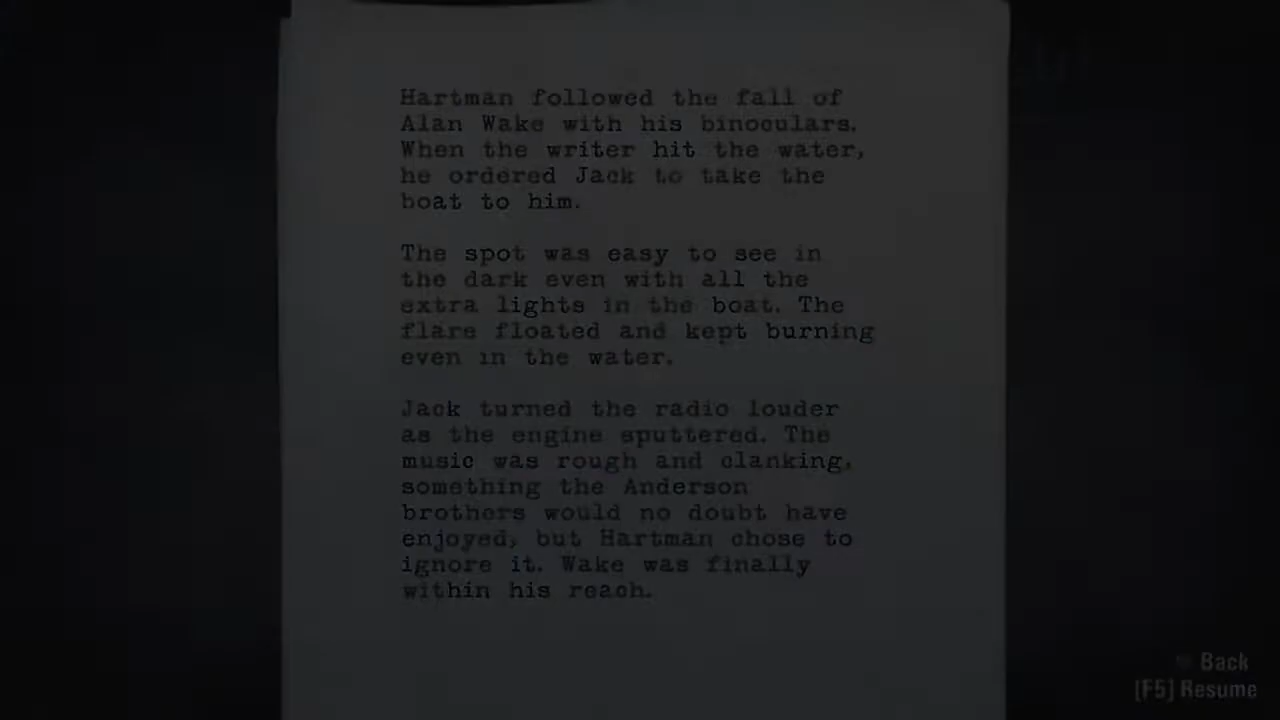 Hartman followed the fall of
Alan Wake with his binoculars.
When the writer hit the water,
he ordered Jack to take the
boat to him.
The spot was easy to see in
the dark even with all the
extra lights in the boat. The
flare floated and kept burning
even in the water.
Jack turned the radio louder
as the engine sputtered. The
music was rough and clanking,
something the Anderson
brothers would no doubt have
enjoyed, but Hartman chose to
ignore it. Wake was finally
within his reach.
Back
[F5] Resume